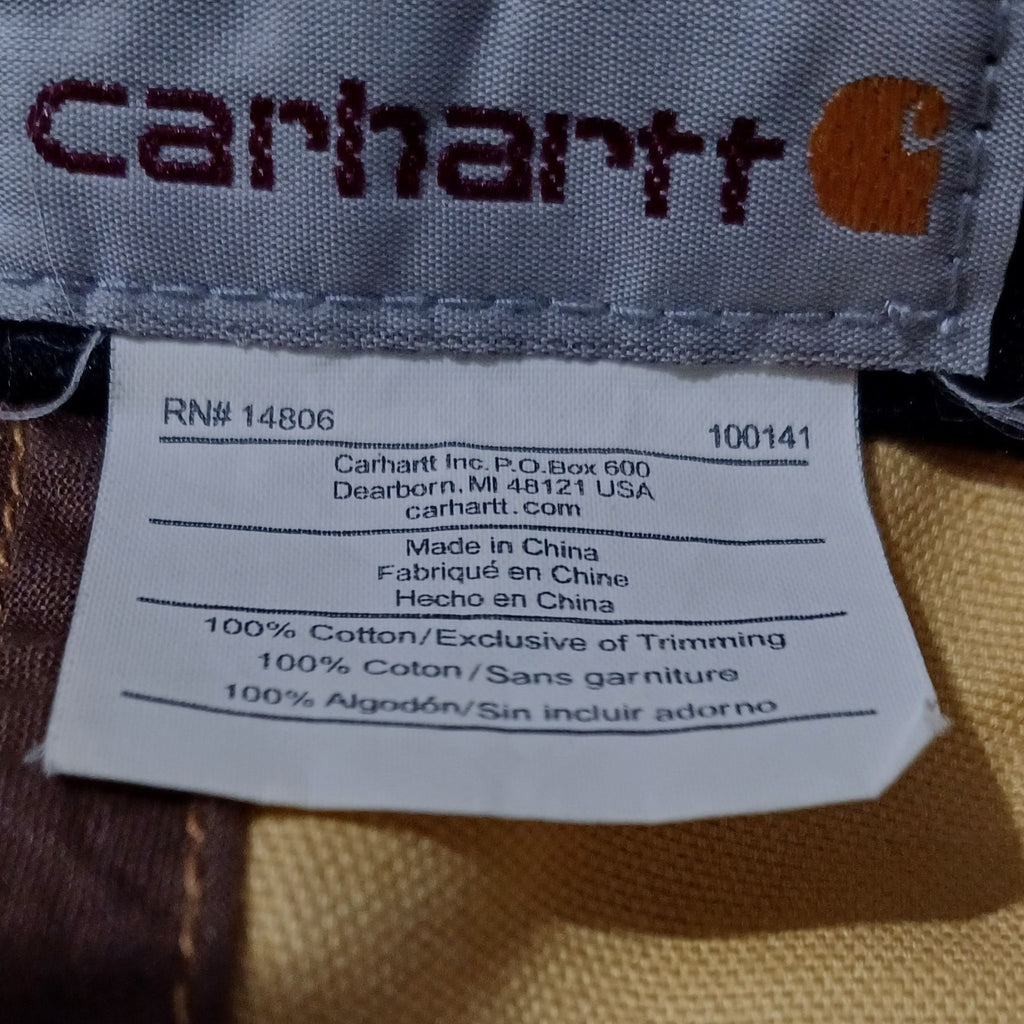 carhartt
RN# 14806
100141
Carhartt Inc. P.O.Box 600
Dearborn, MI 48121 USA
carhartt.com
Made in China
Fabriqué en Chine
Hecho en China
100% Cotton/Exclusive of Trimming
100% Coton/Sans garniture
100% Algodón/Sin incluir adorno